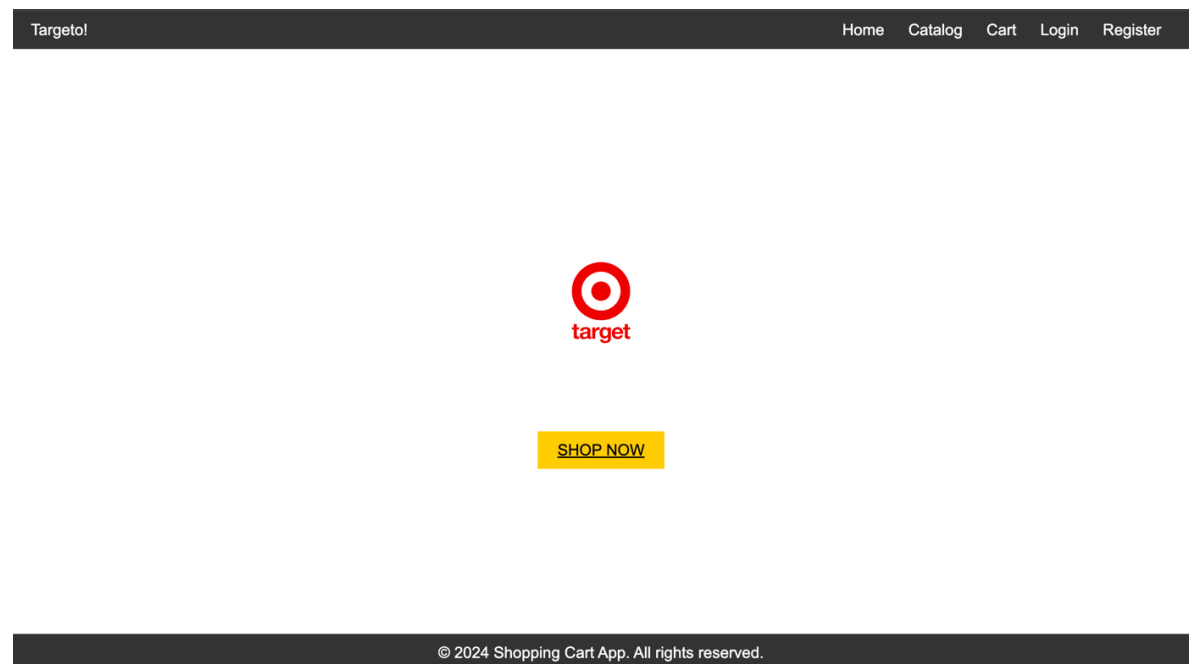 Targeto! Home Catalog Cart Login Register
target
SHOP NOW
© 2024 Shopping Cart App. All rights reserved.